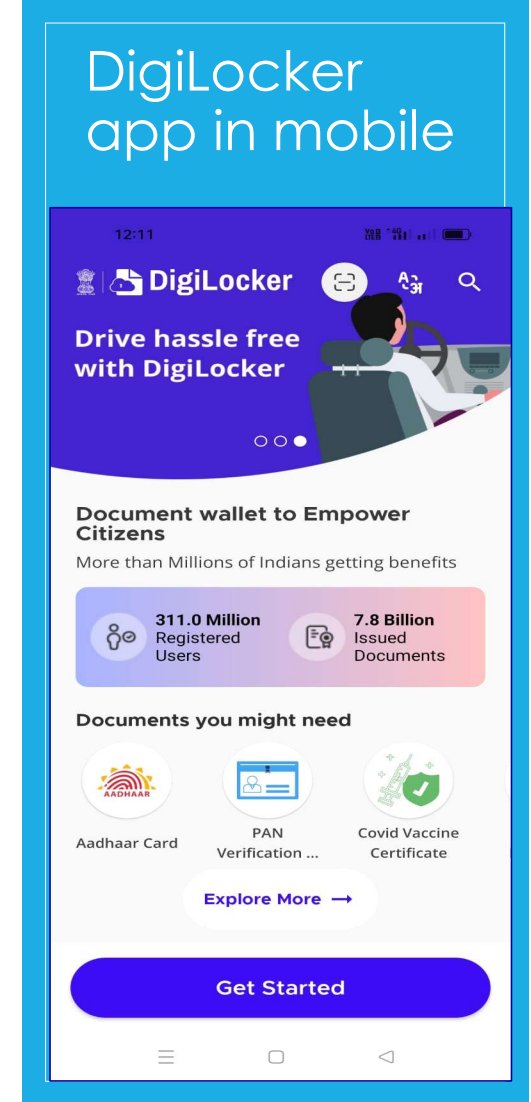 DigiLocker
app in mobile
12:11
DigiLocker
Drive hassle free
with DigiLocker
Document wallet to Empower
Citizens
More than Millions of Indians getting benefits
311.0 Million
Registered
Users
7.8 Billion
Issued
Documents
Documents you might need
AADHAAR
Aadhaar Card
PAN
Verification ...
Covid Vaccine
Certificate
Explore More →
Get Started